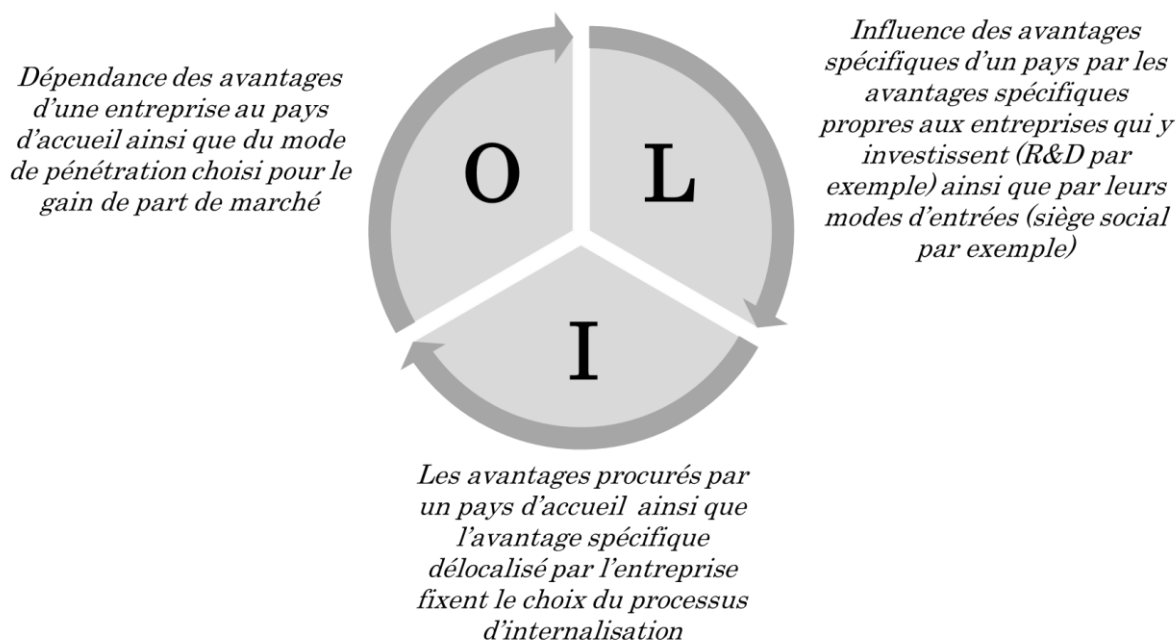 Dépendance des avantages
d'une entreprise au pays
d'accueil ainsi que du mode
de pénétration choisi pour le
gain de part de marché
O
L
I
Influence des avantages
spécifiques d'un pays par les
avantages spécifiques
propres aux entreprises qui y
investissent (R&D par
exemple) ainsi que par leurs
modes d'entrées (siège social
par exemple)
Les avantages procurés par
un pays d'accueil ainsi que
l'avantage spécifique
délocalisé par l'entreprise
fixent le choix du processus
d'internalisation